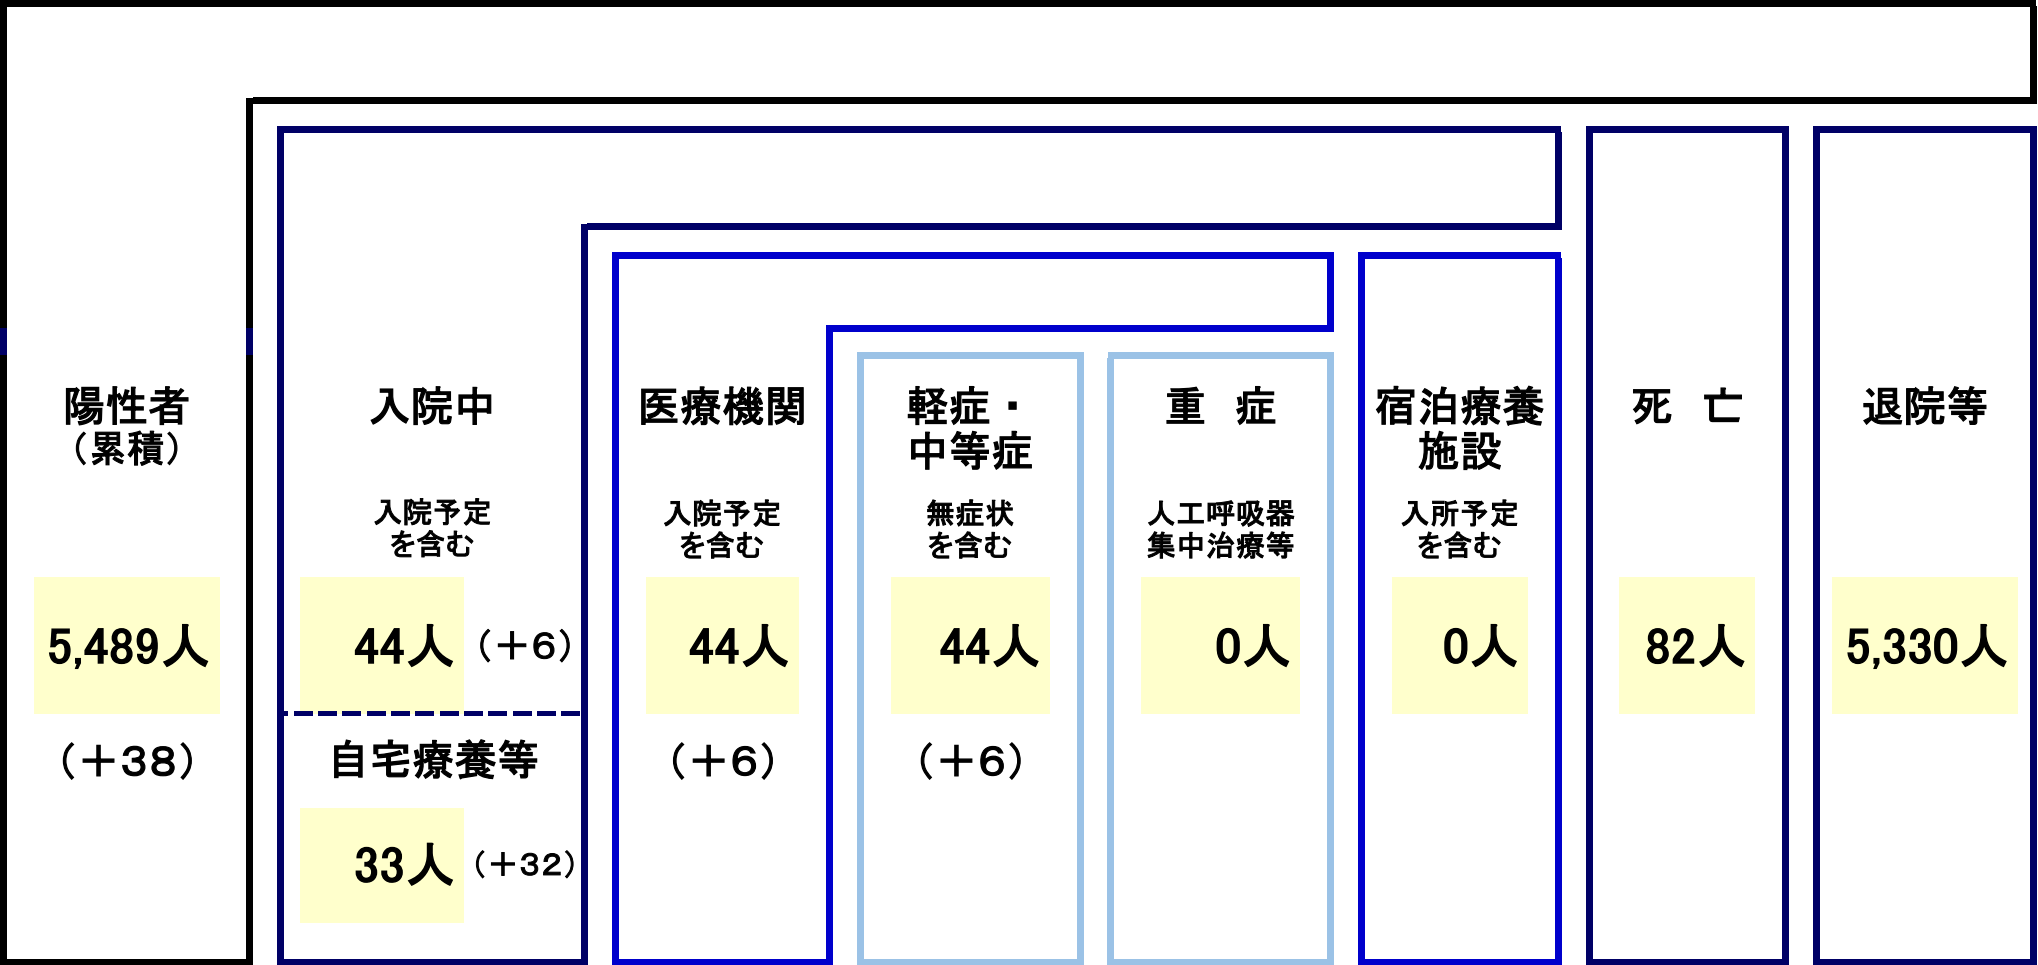 陽性者
（累積）
5,489人
（＋38）
入院中
入院予定
を含む
44人（＋6）
自宅療養等
33人（＋32）
医療機関
入院予定
を含む
44人
（＋6）
軽症・
中等症
無症状
を含む
44人
（＋6）
重　症
人工呼吸器
集中治療等
0人
宿泊療養
施設
入所予定
を含む
0人
死　亡
82人
退院等
5,330人